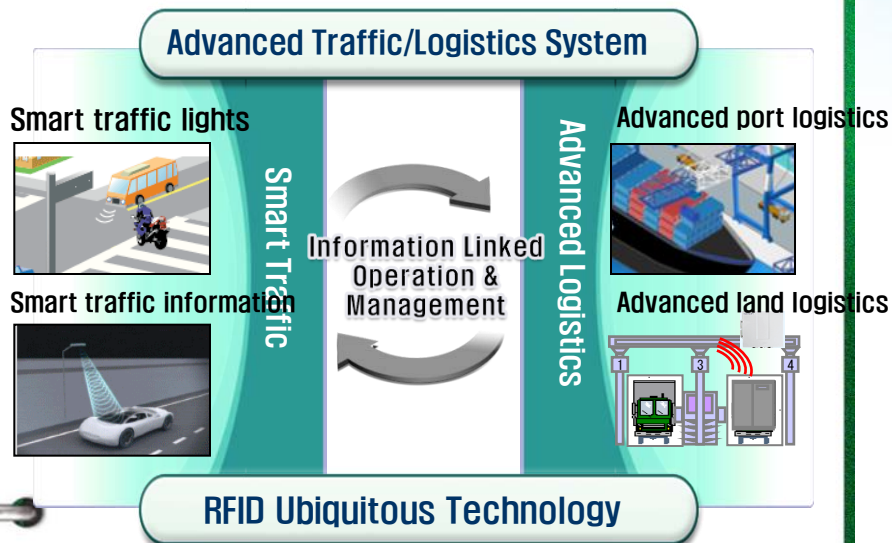 Advanced Traffic/Logistics System
Smart traffic lights
Smart traffic information
Smart Traffic
Information Linked
Operation &
Management
Advanced Logistics
Advanced port logistics
Advanced land logistics
1 3 4
RFID Ubiquitous Technology